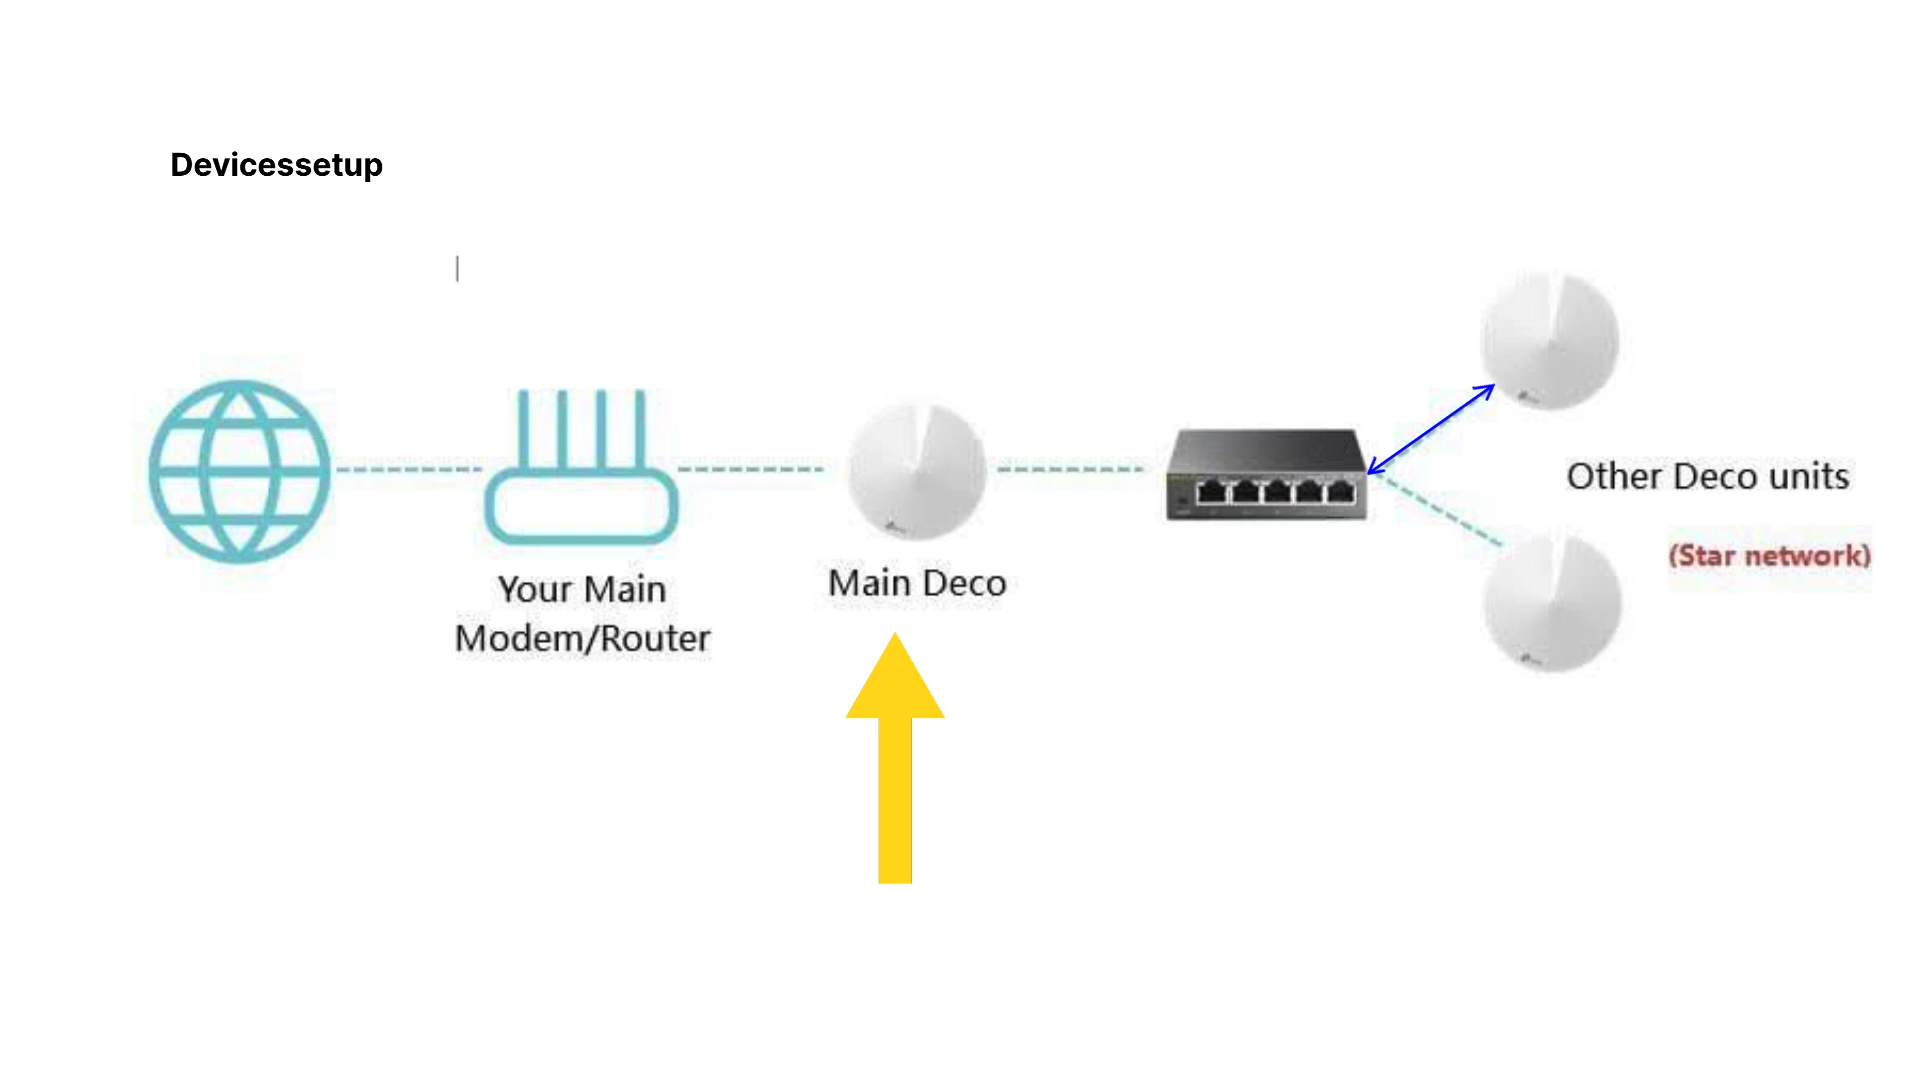 Devicessetup
Your Main
Modem/Router
Main Deco
Other Deco units
(Star network)